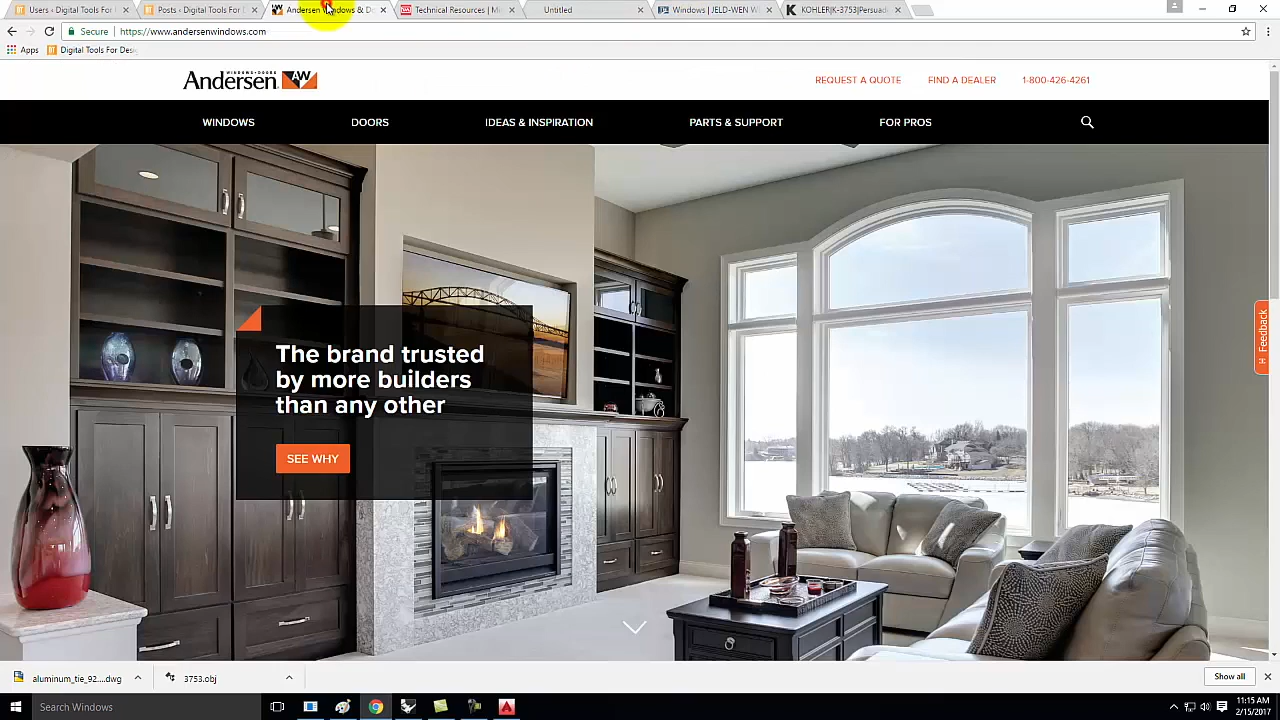 Users ‹ Digital Tools For
Posts ‹ Digital Tools For
Andersen Windows & D
Technical Resources | M
Untitled
Windows | JELD-WEN W
KOHLER|K-3753|Persuad
Secure
https://www.andersenwindows.com
Apps
Digital Tools For Desig
WINDOWS•DOORS
Andersen
AW
REQUEST A QUOTE
FIND A DEALER
1-800-426-4261
WINDOWS
DOORS
IDEAS & INSPIRATION
PARTS & SUPPORT
FOR PROS
The brand trusted
by more builders
than any other
SEE WHY
Feedback
aluminum_tie_92....dwg
3753.obj
Show all
Search Windows
11:15 AM
2/15/2017